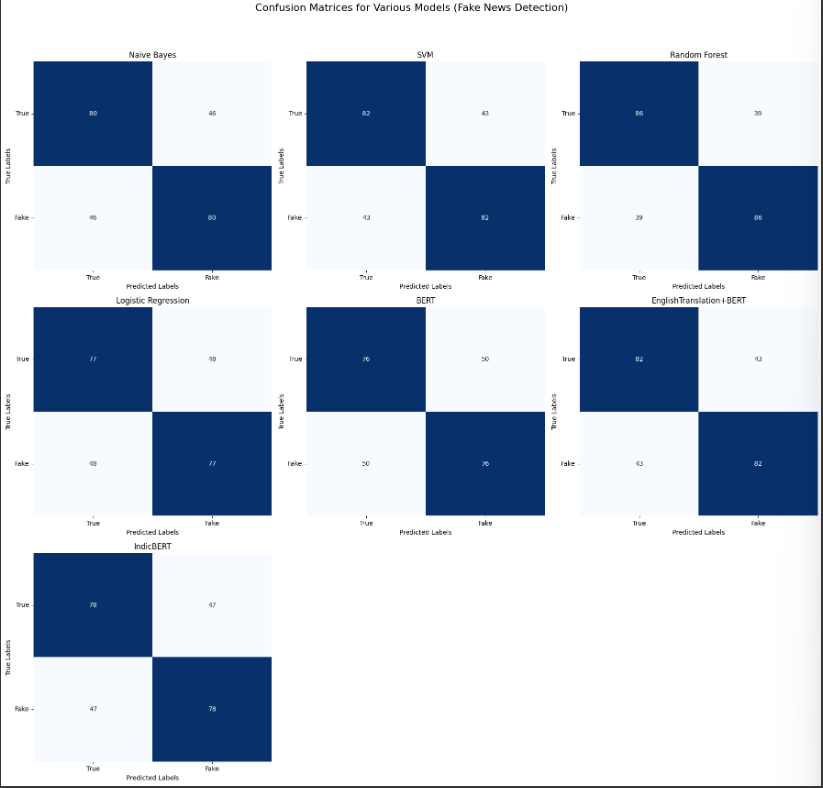 Confusion Matrices for Various Models (Fake News Detection)
Naive Bayes
True Labels
True
80
46
Fake
46
80
True
Fake
Predicted Labels
SVM
True Labels
True
82
43
Fake
43
82
True
Fake
Predicted Labels
Random Forest
True Labels
True
86
39
Fake
39
86
True
Fake
Predicted Labels
Logistic Regression
True Labels
True
77
48
Fake
48
77
True
Fake
Predicted Labels
BERT
True Labels
True
76
50
Fake
50
76
True
Fake
Predicted Labels
EnglishTranslation+BERT
True Labels
True
82
43
Fake
43
82
True
Fake
Predicted Labels
IndicBERT
True Labels
True
78
47
Fake
47
78
True
Fake
Predicted Labels